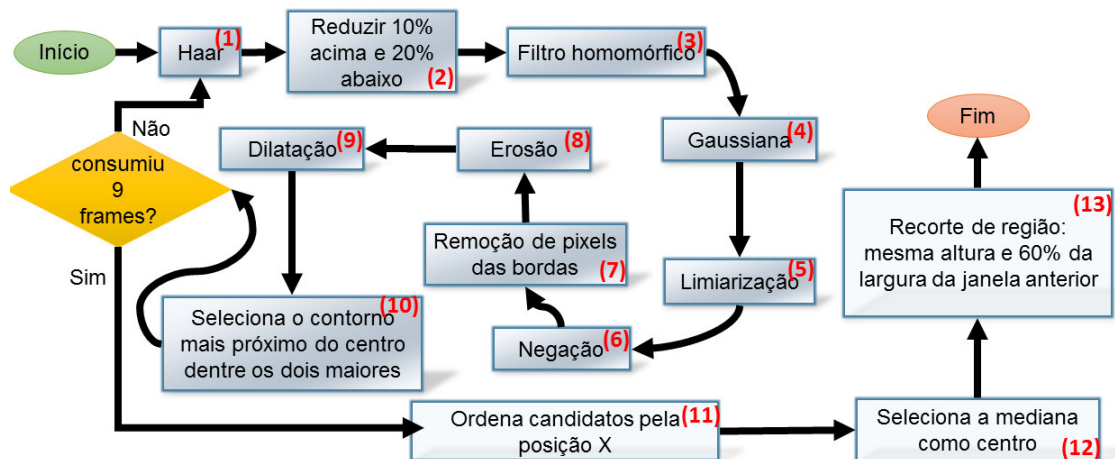 Início
Haar
(1)
Reduzir 10%
acima e 20%
abaixo
(2)
Filtro homomórfico
(3)
Gaussiana
(4)
Limiarização
(5)
Negação
(6)
Remoção de pixels
das bordas
(7)
Erosão
(8)
Dilatação
(9)
Seleciona o contorno
mais próximo do centro
dentre os dois maiores
(10)
consumiu
9
frames?
Não
Sim
Ordena candidatos pela
posição X
(11)
Seleciona a mediana
como centro
(12)
Recorte de região:
mesma altura e 60% da
largura da janela anterior
(13)
Fim